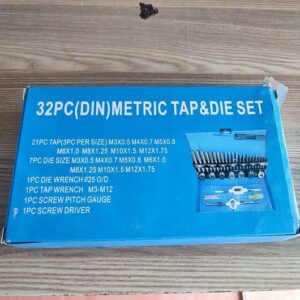 32PC(DIN)METRIC TAP&DIE SET
21PC TAP(3PC PER SIZE) M3X0.5 M4X0.7 M5X0.8
M6X1.0 M8X1.25 M10X1.5 M12X1.75
7PC DIE SIZE M3X0.5 M4X0.7 M5X0.8 M6X1.0
M8X1.25 M10X1.5 M12X1.75
1PC DIE WRENCH #25 O/D
1PC TAP WRENCH M3-M12
1PC SCREW PITCH GAUGE
1PC SCREW DRIVER